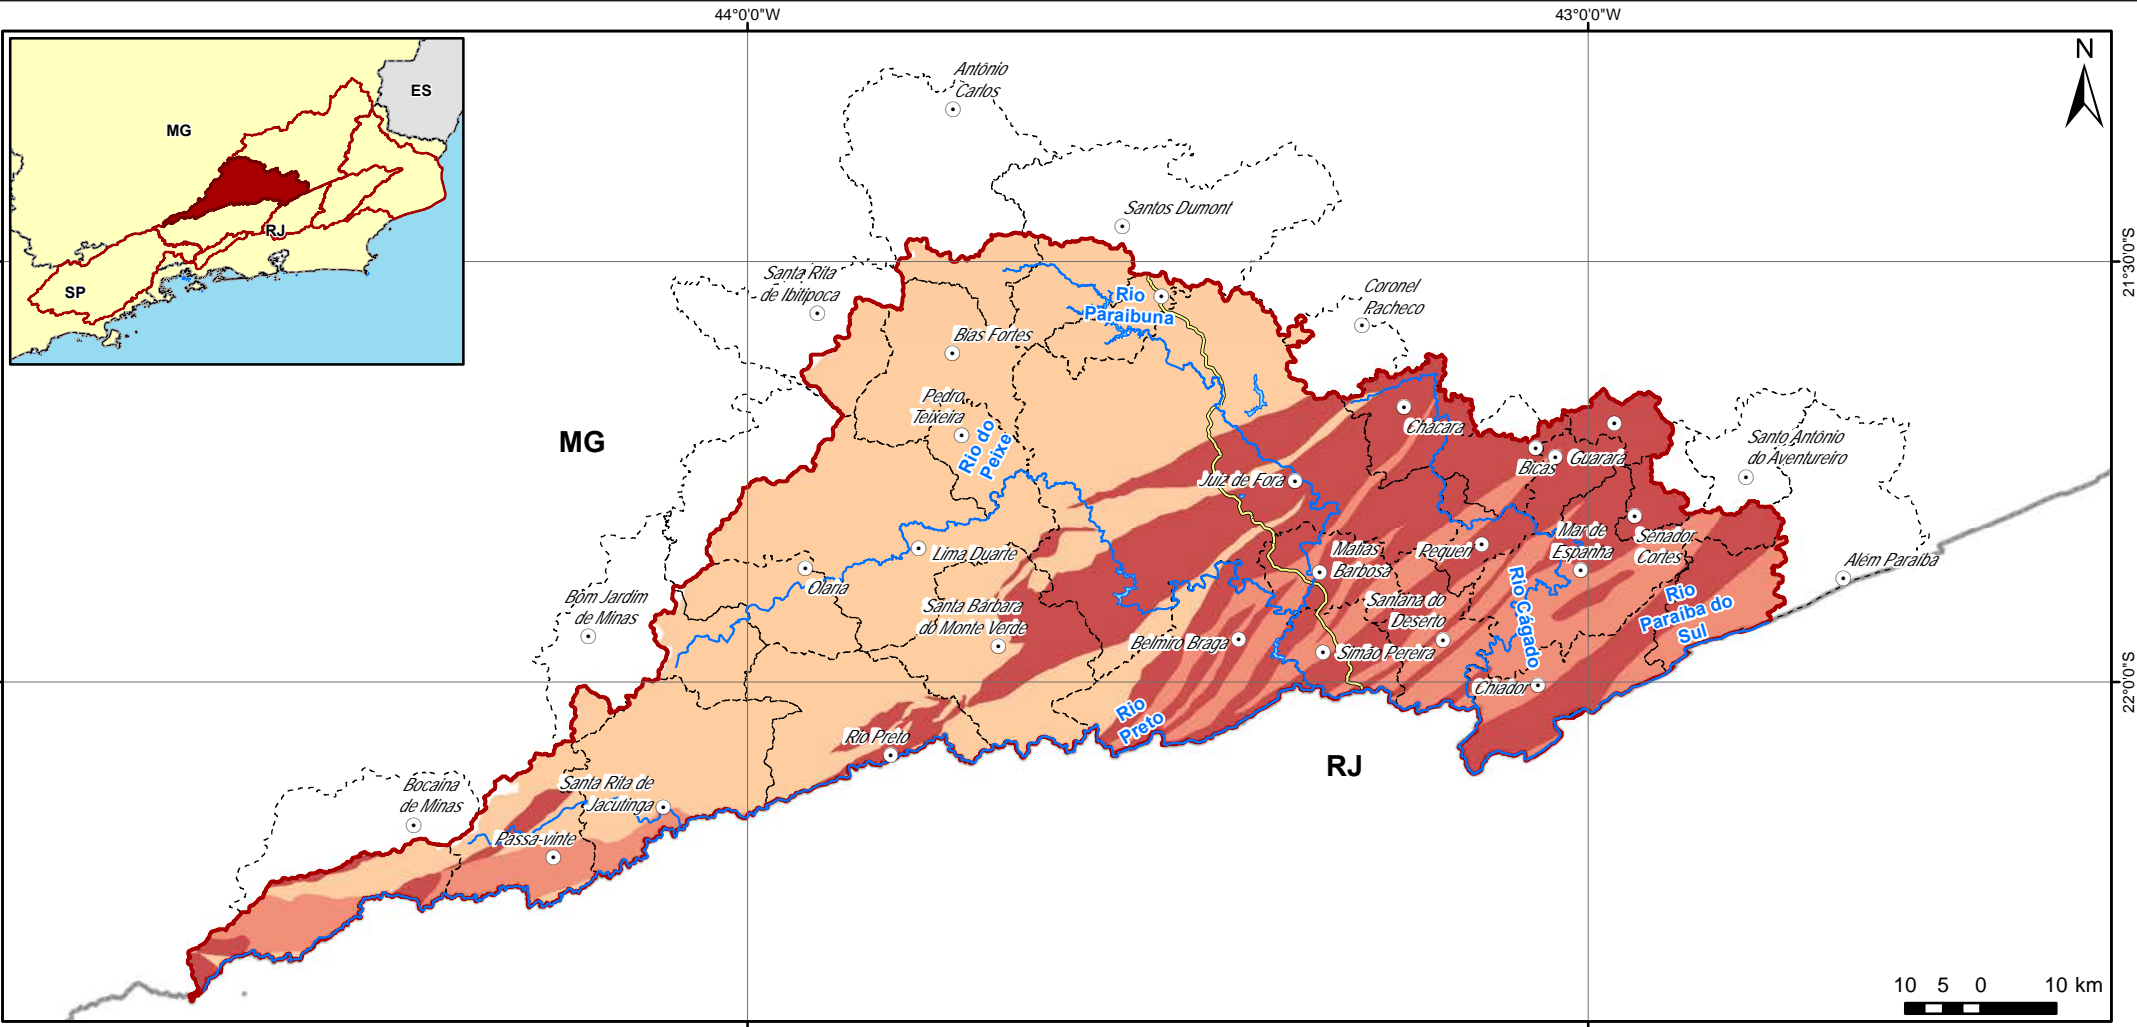 44°0'0"W
43°0'0"W
N
ES
MG
RJ
SP
Antônio
Carlos
Santos Dumont
21°30'0"S
Santa Rita
de Ibitipoca
Coronel
Pacheco
Rio
Paraibuna
Bias Fortes
Pedro
Teixeira
Rio do
Peixe
MG
Chácara
Santo Antônio
do Aventureiro
Bicas
Guarará
Juiz de Fora
Mar de
Espanha
Senador
Cortes
Lima Duarte
Olaria
Matias
Barbosa
Pequeri
Além Paraíba
Bom Jardim
de Minas
Santa Bárbara
do Monte Verde
Santana do
Deserto
Rio Cágado
Rio
Paraíba do
Sul
Belmiro Braga
Simão Pereira
Chiador
22°0'0"S
Rio
Preto
Rio Preto
RJ
Bocaina
de Minas
Santa Rita de
Jacutinga
Passa-vinte
10 5 0 10 km